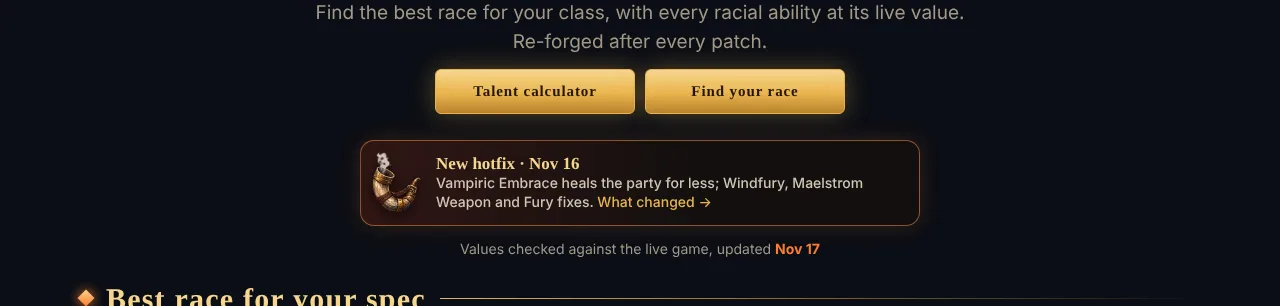 Find the best race for your class, with every racial ability at its live value.
Re-forged after every patch.
Talent calculator
Find your race
New hotfix · Nov 16
Vampiric Embrace heals the party for less; Windfury, Maelstrom
Weapon and Fury fixes. What changed →
Values checked against the live game, updated Nov 17
Best race for your spec